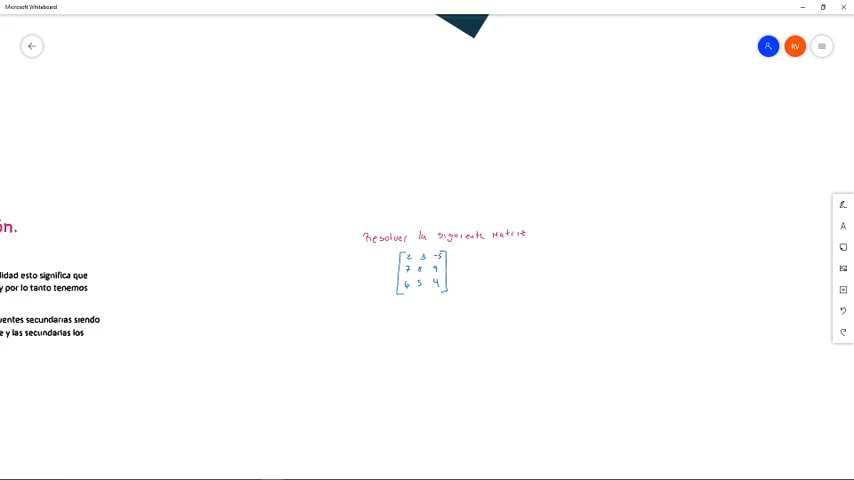 Microsoft Whiteboard
RV
ón.
Resolver la siguiente Matriz
2 3 -5
7 8 9
6 5 4
lidad esto significa que
y por lo tanto tenemos
uentes secundarias siendo
e y las secundarias los